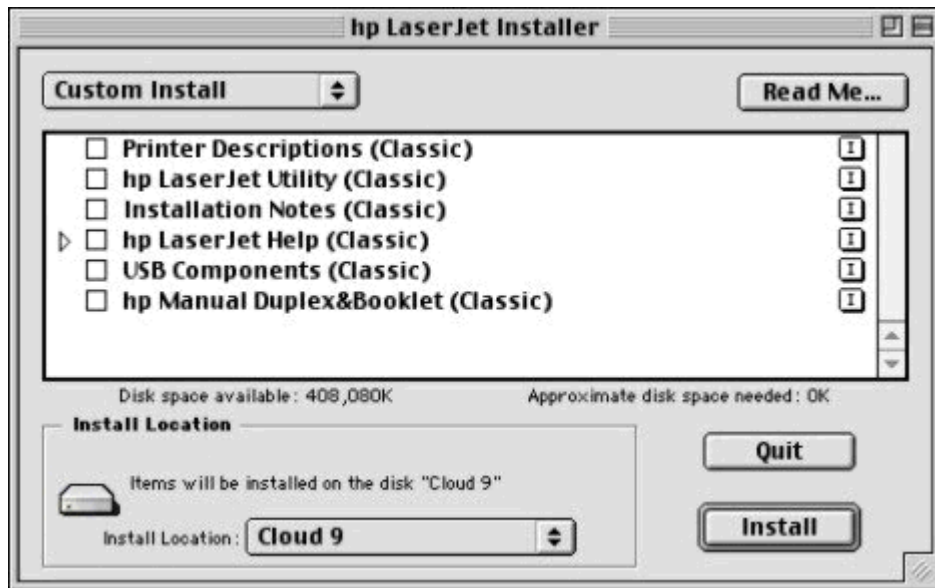 hp LaserJet Installer
Custom Install
Read Me...
Printer Descriptions (Classic)
I
hp LaserJet Utility (Classic)
I
Installation Notes (Classic)
I
hp LaserJet Help (Classic)
I
USB Components (Classic)
I
hp Manual Duplex&Booklet (Classic)
I
Disk space available: 408,080K
Approximate disk space needed: 0K
Install Location
Items will be installed on the disk "Cloud 9"
Install Location: Cloud 9
Quit
Install